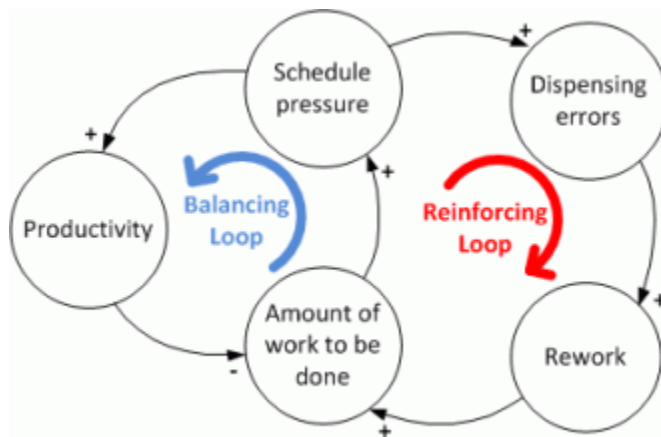 Schedule
pressure
+
Dispensing
errors
+
Productivity
Balancing
Loop
+
Reinforcing
Loop
Amount of
work to be
done
-
+
Rework
+